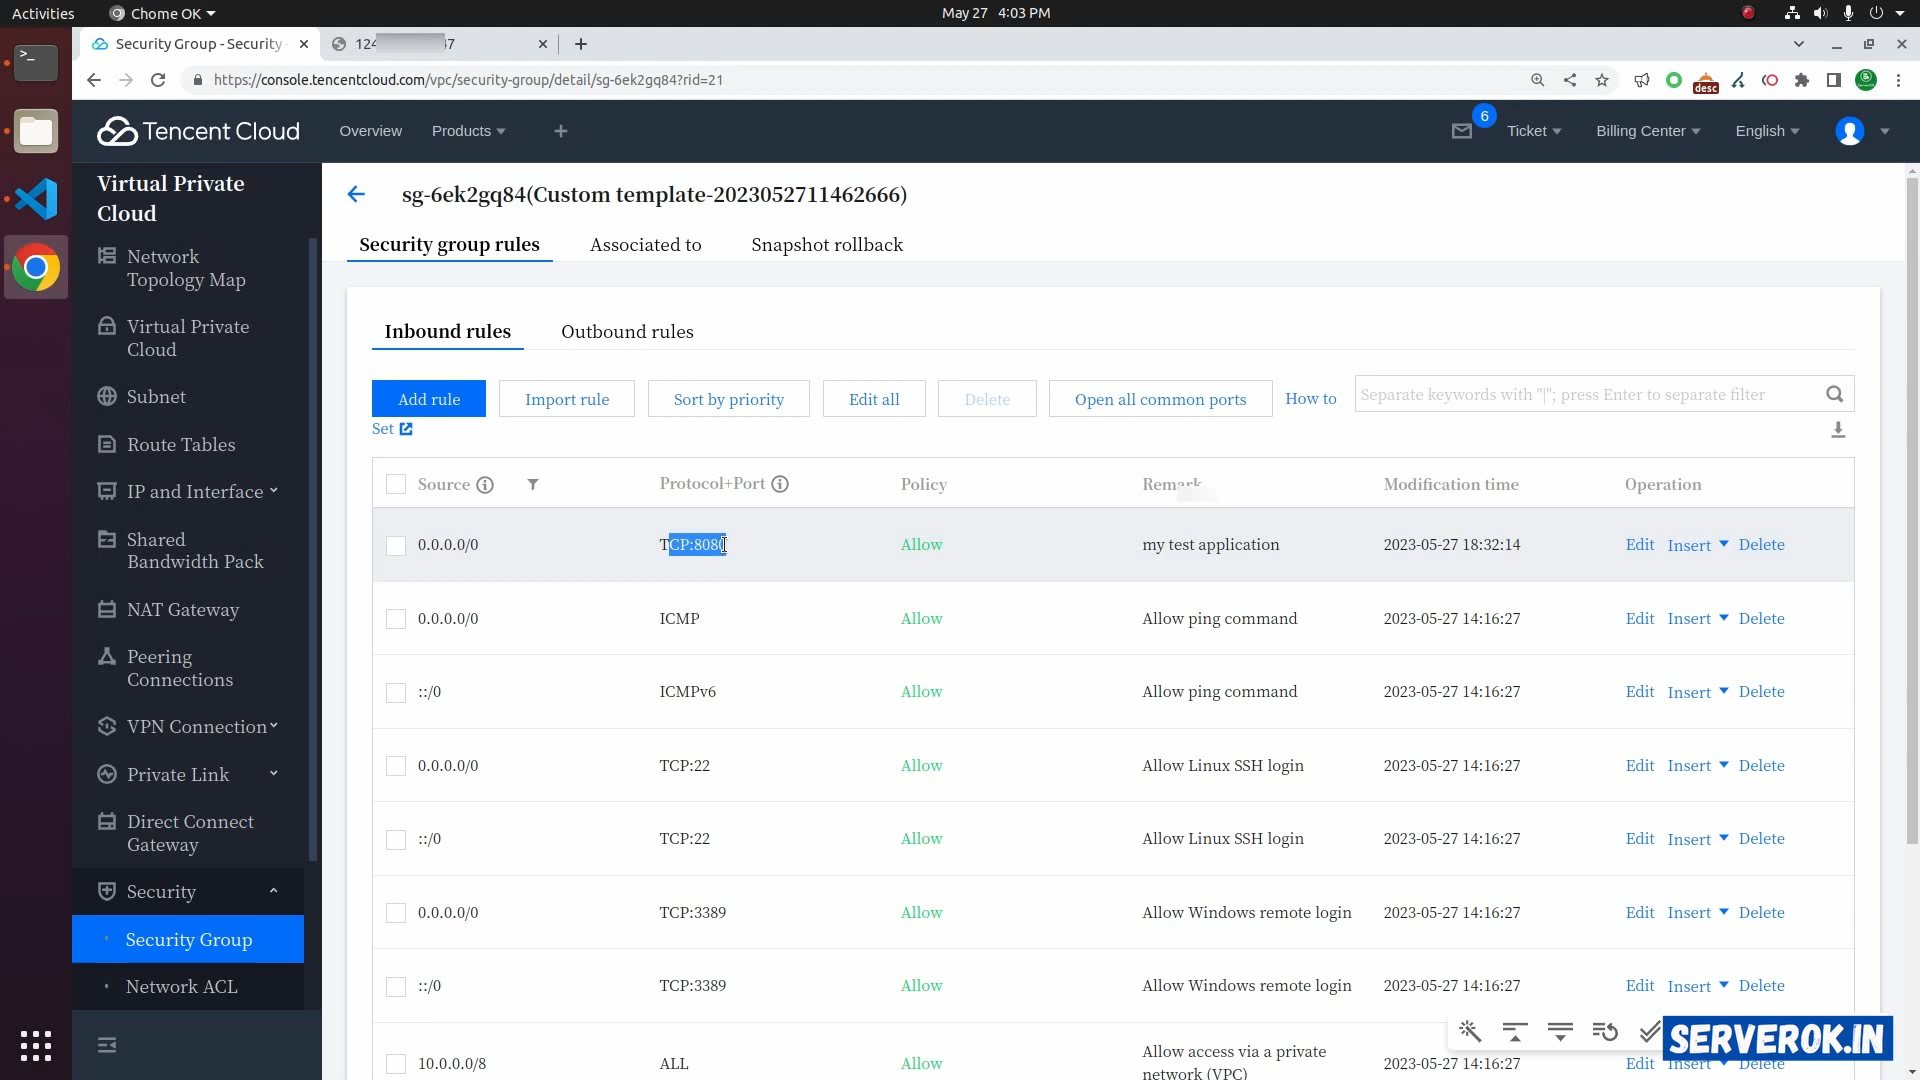 Activities
Chome OK
May 27 4:03 PM
Security Group - Security
124
47
https://console.tencentcloud.com/vpc/security-group/detail/sg-6ek2gq84?rid=21
desc
Tencent Cloud
Overview
Products
6
Ticket
Billing Center
English
Virtual Private
Cloud
Network
Topology Map
Virtual Private
Cloud
Subnet
Route Tables
IP and Interface
Shared
Bandwidth Pack
NAT Gateway
Peering
Connections
VPN Connection
Private Link
Direct Connect
Gateway
Security
Security Group
Network ACL
sg-6ek2gq84(Custom template-2023052711462666)
Security group rules Associated to Snapshot rollback
Inbound rules Outbound rules
Add rule Import rule Sort by priority Edit all Delete Open all common ports How to
Set
Separate keywords with "|"; press Enter to separate filter
Source Protocol+Port Policy Remark Modification time Operation
0.0.0.0/0 TCP:8080 Allow my test application 2023-05-27 18:32:14 Edit Insert Delete
0.0.0.0/0 ICMP Allow Allow ping command 2023-05-27 14:16:27 Edit Insert Delete
::/0 ICMPv6 Allow Allow ping command 2023-05-27 14:16:27 Edit Insert Delete
0.0.0.0/0 TCP:22 Allow Allow Linux SSH login 2023-05-27 14:16:27 Edit Insert Delete
::/0 TCP:22 Allow Allow Linux SSH login 2023-05-27 14:16:27 Edit Insert Delete
0.0.0.0/0 TCP:3389 Allow Allow Windows remote login 2023-05-27 14:16:27 Edit Insert Delete
::/0 TCP:3389 Allow Allow Windows remote login 2023-05-27 14:16:27 Edit Insert Delete
10.0.0.0/8 ALL Allow Allow access via a private
network (VPC) 2023-05-27 14:16:27 Edit Insert Delete
SERVEROK.IN